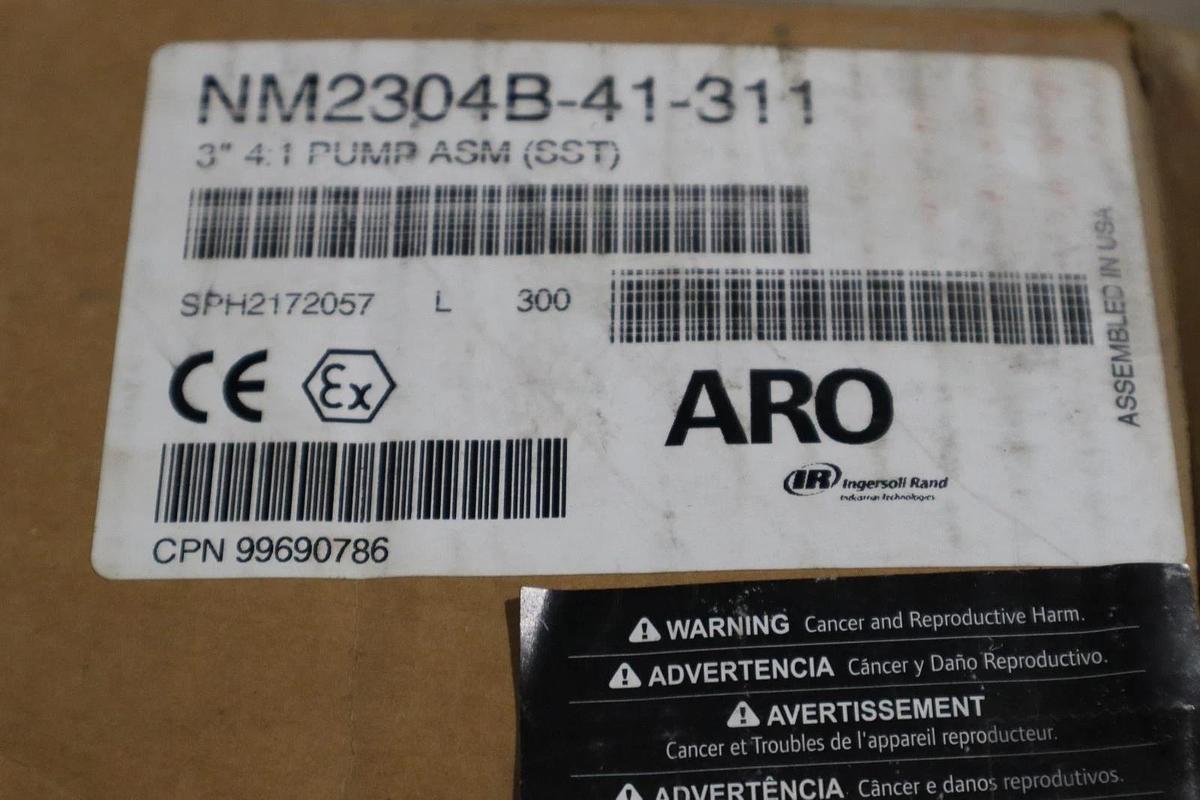 NM2304B-41-311
3" 4:1 PUMP ASM (SST)
SPH2172057 L 300
ASSEMBLED IN USA
CE Ex
ARO
IR Ingersoll Rand
Industrial Technologies
CPN 99690786
WARNING Cancer and Reproductive Harm.
ADVERTENCIA Cáncer y Daño Reproductivo.
AVERTISSEMENT
Cancer et Troubles de l'appareil reproducteur.
ADVERTÊNCIA Câncer e danos reprodutivos.